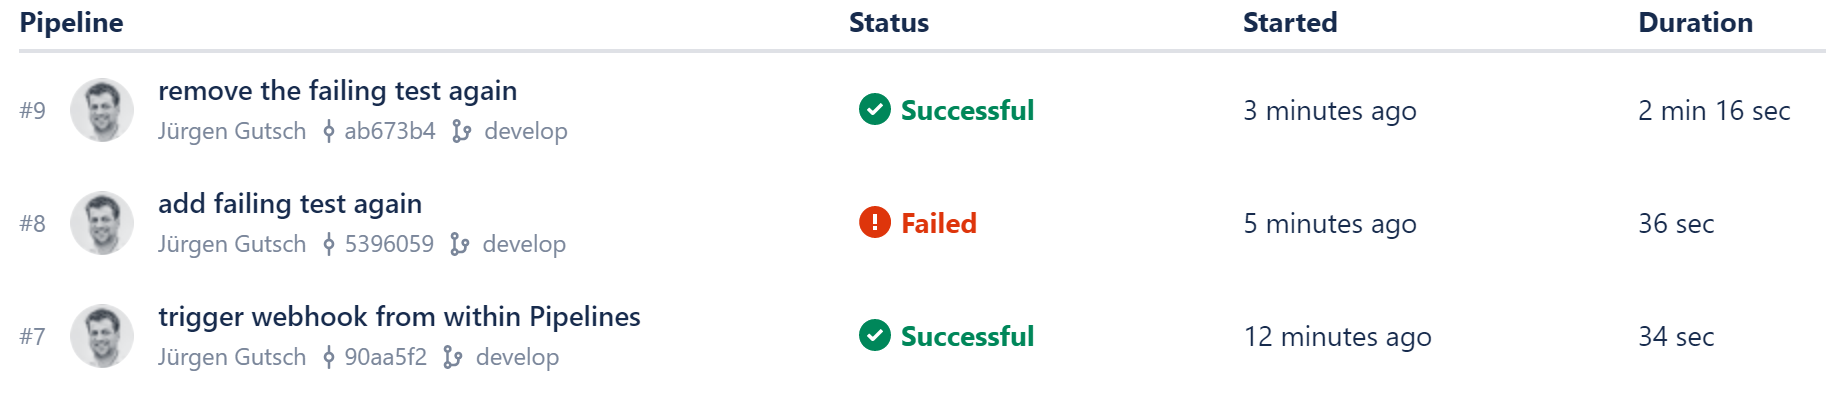 Pipeline Status Started Duration
#9 remove the failing test again Successful 3 minutes ago 2 min 16 sec
Jürgen Gutsch ab673b4 develop
#8 add failing test again Failed 5 minutes ago 36 sec
Jürgen Gutsch 5396059 develop
#7 trigger webhook from within Pipelines Successful 12 minutes ago 34 sec
Jürgen Gutsch 90aa5f2 develop